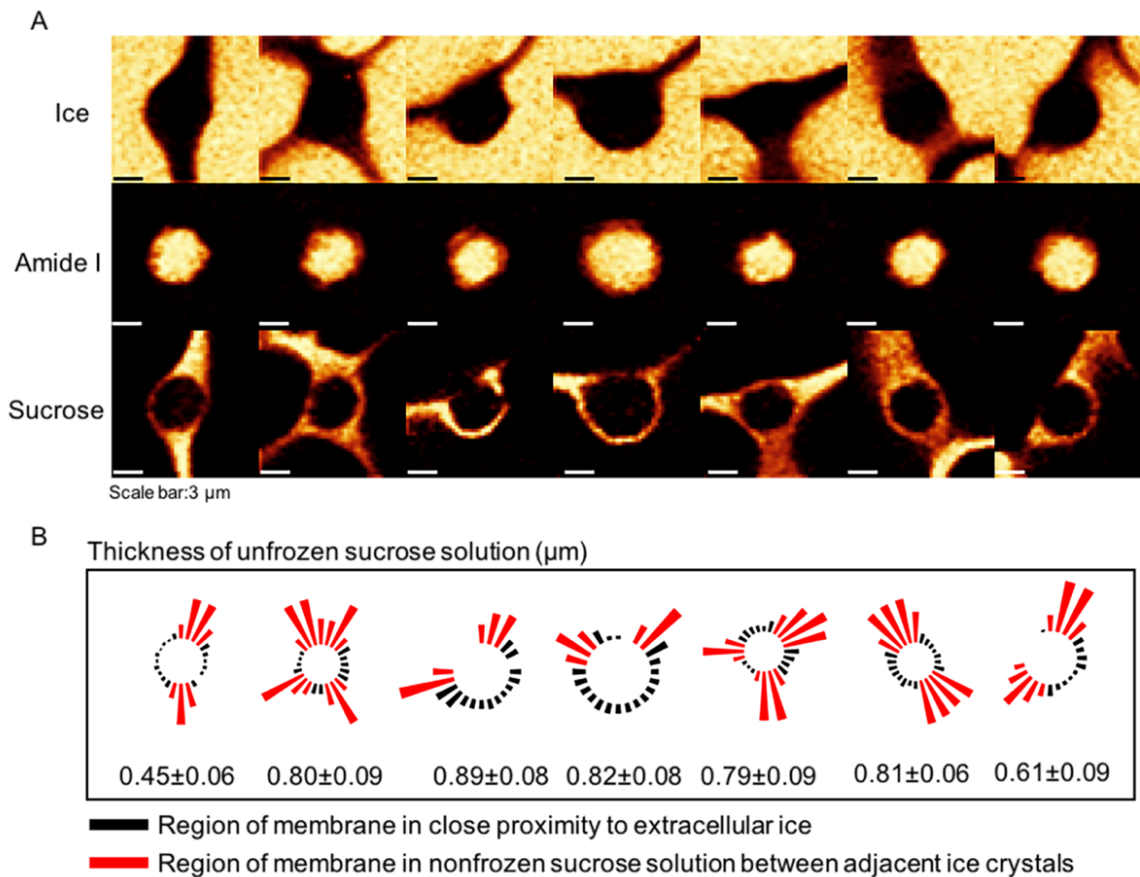 A
Ice
Amide I
Sucrose
Scale bar:3 µm
B
Thickness of unfrozen sucrose solution (µm)
0.45±0.06 0.80±0.09 0.89±0.08 0.82±0.08 0.79±0.09 0.81±0.06 0.61±0.09
Region of membrane in close proximity to extracellular ice
Region of membrane in nonfrozen sucrose solution between adjacent ice crystals